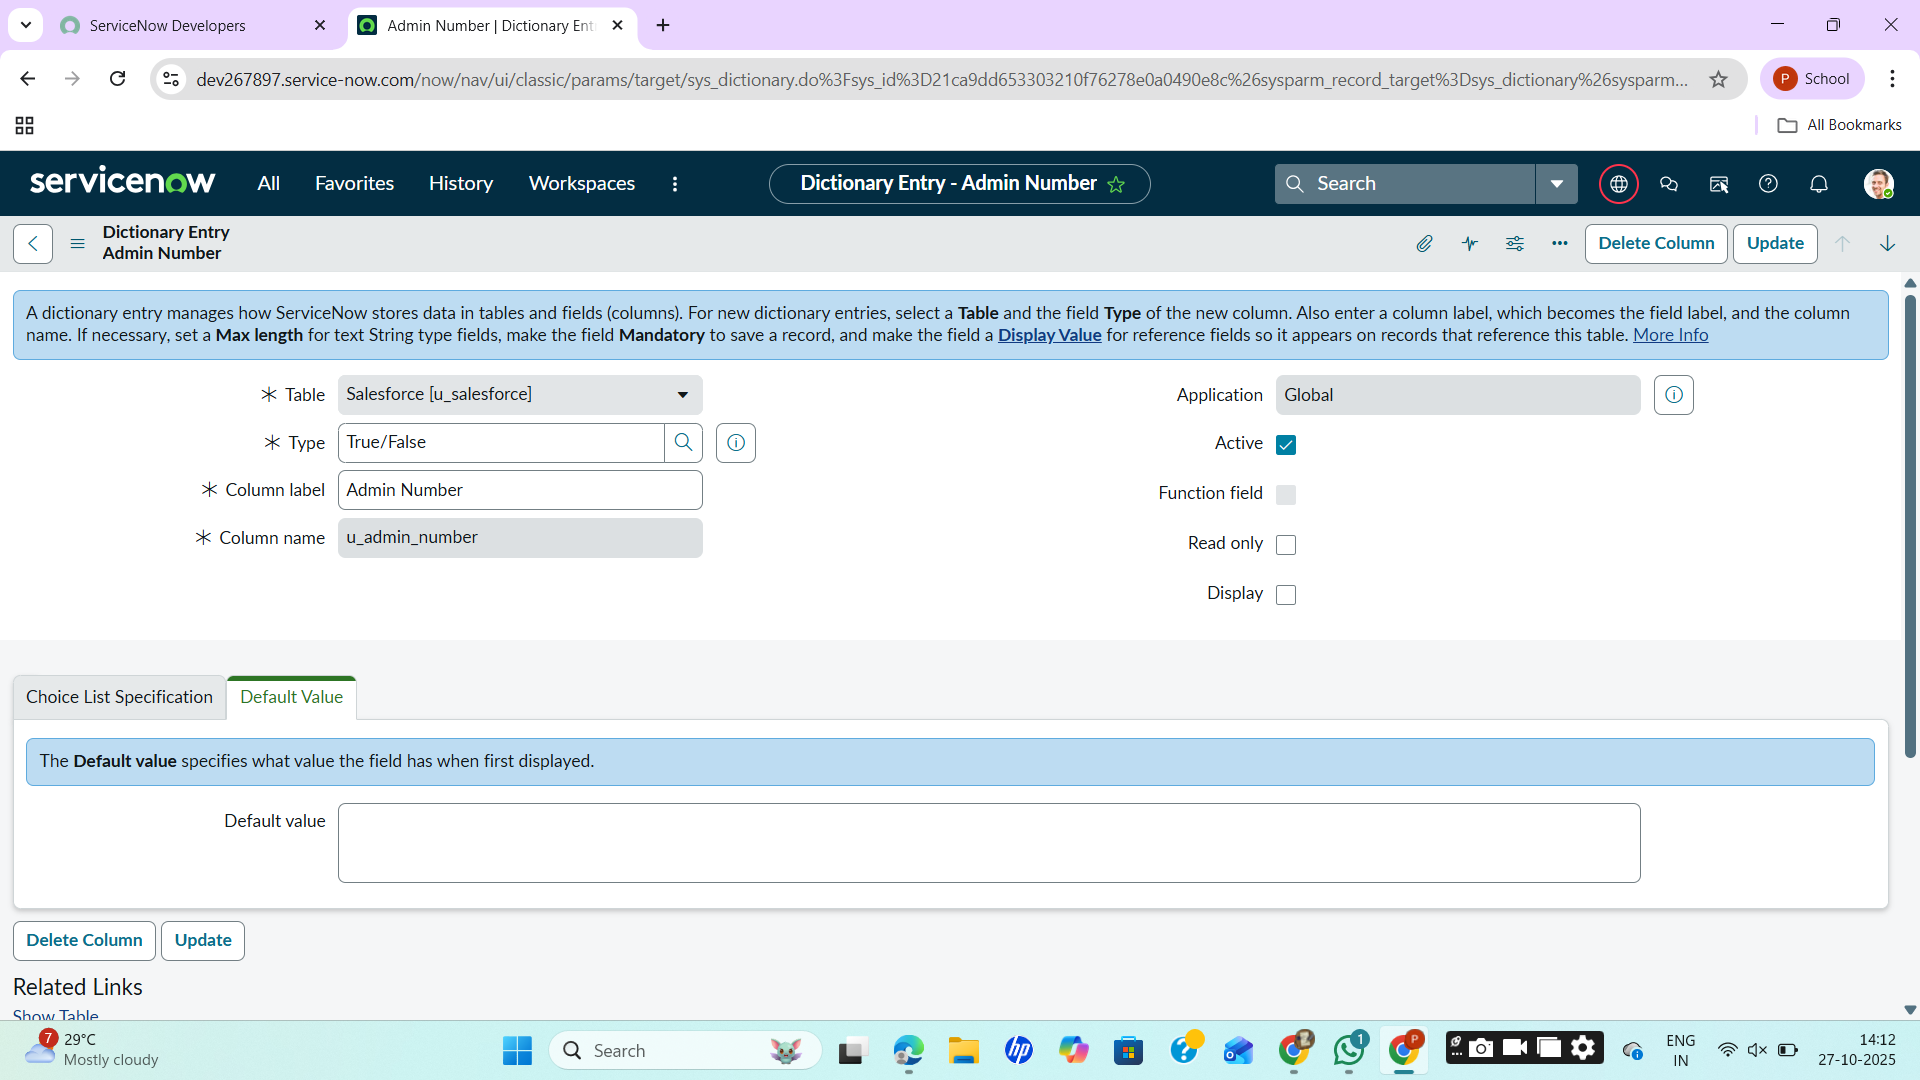 ServiceNow Developers
Admin Number | Dictionary Ent
dev267897.service-now.com/now/nav/ui/classic/params/target/sys_dictionary.do%3Fsys_id%3D21ca9dd653303210f76278e0a0490e8c%26sysparm_record_target%3Dsys_dictionary%26sysparm...
P School
All Bookmarks
servicenow All Favorites History Workspaces Dictionary Entry - Admin Number Search
Dictionary Entry
Admin Number
Delete Column Update
A dictionary entry manages how ServiceNow stores data in tables and fields (columns). For new dictionary entries, select a Table and the field Type of the new column. Also enter a column label, which becomes the field label, and the column
name. If necessary, set a Max length for text String type fields, make the field Mandatory to save a record, and make the field a Display Value for reference fields so it appears on records that reference this table. More Info
Table Salesforce [u_salesforce]
Type True/False
Column label Admin Number
Column name u_admin_number
Application Global
Active
Function field
Read only
Display
Choice List Specification Default Value
The Default value specifies what value the field has when first displayed.
Default value
Delete Column Update
Related Links
Show Table
7 29°C
Mostly cloudy
Search
hp
1
P
ENG
IN
14:12
27-10-2025